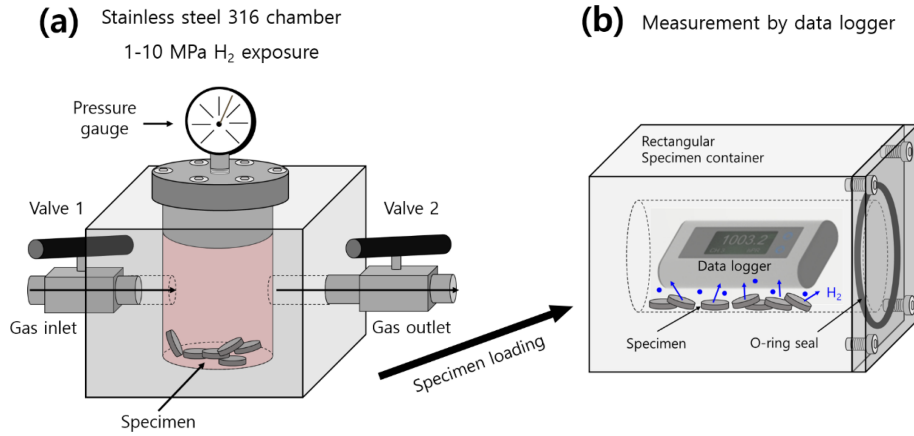 (a)
Stainless steel 316 chamber
1-10 MPa H₂ exposure
Pressure
gauge
Valve 1
Valve 2
Gas inlet
Gas outlet
Specimen
Specimen loading
(b)
Measurement by data logger
Rectangular
Specimen container
1003.2
Data logger
H₂
Specimen
O-ring seal